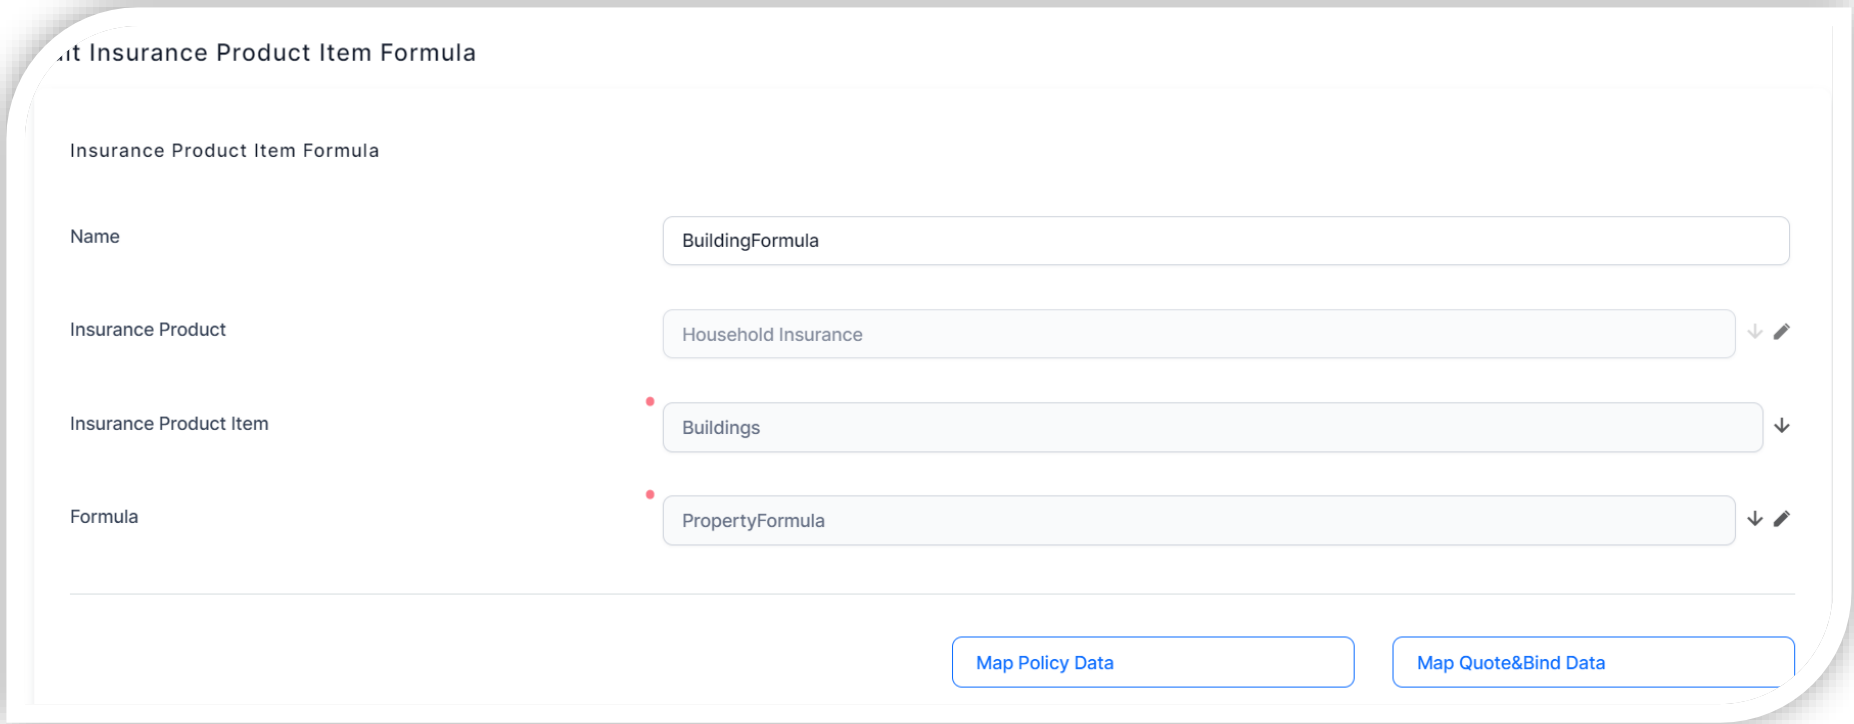 Insurance Product Item Formula
Insurance Product Item Formula
Name
BuildingFormula
Insurance Product
Household Insurance
Insurance Product Item
Buildings
Formula
PropertyFormula
Map Policy Data
Map Quote&Bind Data